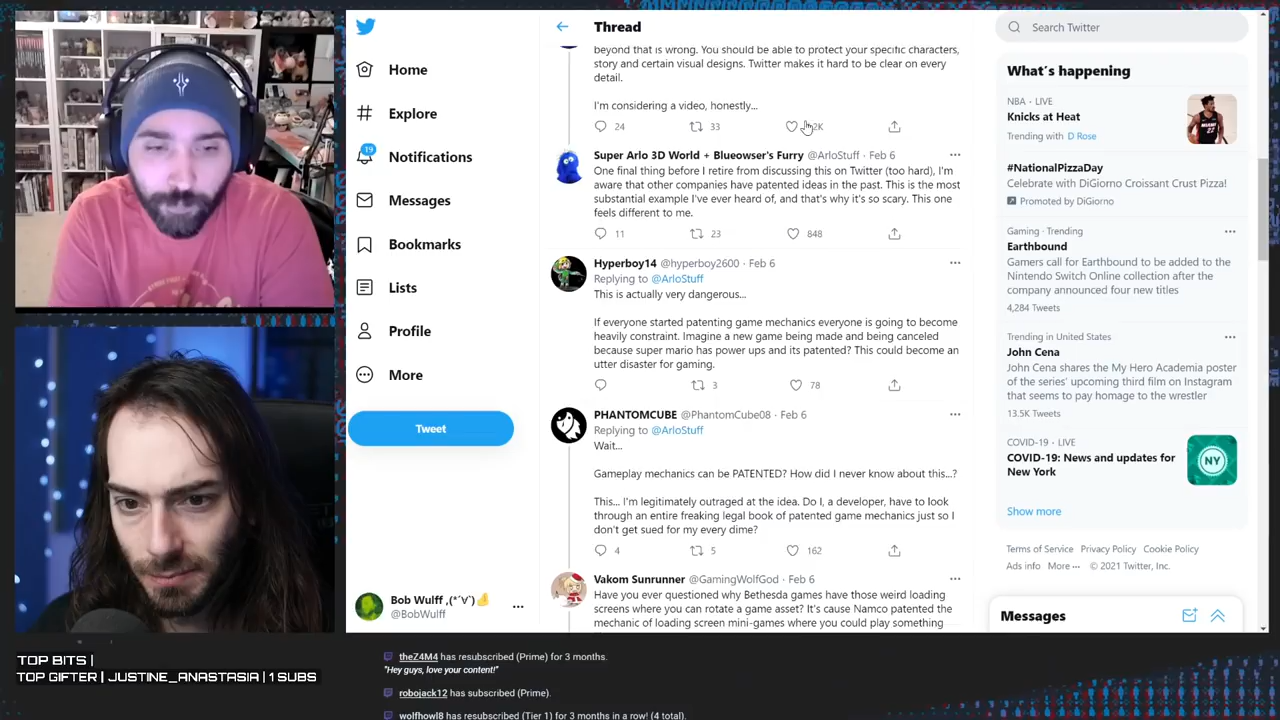 Home
Explore
19
Notifications
Messages
Bookmarks
Lists
Profile
More
Tweet
Bob Wulff ,(*´∀`)👍
@BobWulff
Thread
beyond that is wrong. You should be able to protect your specific characters,
story and certain visual designs. Twitter makes it hard to be clear on every
detail.
I'm considering a video, honestly...
24 33 2K
Super Arlo 3D World + Blueowser's Furry @ArloStuff · Feb 6
One final thing before I retire from discussing this on Twitter (too hard), I'm
aware that other companies have patented ideas in the past. This is the most
substantial example I've ever heard of, and that's why it's so scary. This one
feels different to me.
11 23 848
Hyperboy14 @hyperboy2600 · Feb 6
Replying to @ArloStuff
This is actually very dangerous...
If everyone started patenting game mechanics everyone is going to become
heavily constraint. Imagine a new game being made and being canceled
because super mario has power ups and its patented? This could become an
utter disaster for gaming.
3 78
PHANTOMCUBE @PhantomCube08 · Feb 6
Replying to @ArloStuff
Wait...
Gameplay mechanics can be PATENTED? How did I never know about this...?
This... I'm legitimately outraged at the idea. Do I, a developer, have to look
through an entire freaking legal book of patented game mechanics just so I
don't get sued for my every dime?
4 5 162
Vakom Sunrunner @GamingWolfGod · Feb 6
Have you ever questioned why Bethesda games have those weird loading
screens where you can rotate a game asset? It's cause Namco patented the
mechanic of loading screen mini-games where you could play something
Search Twitter
What's happening
NBA · LIVE
Knicks at Heat
Trending with D Rose
#NationalPizzaDay
Celebrate with DiGiorno Croissant Crust Pizza!
Promoted by DiGiorno
Gaming · Trending
Earthbound
Gamers call for Earthbound to be added to the
Nintendo Switch Online collection after the
company announced four new titles
4,284 Tweets
Trending in United States
John Cena
John Cena shares the My Hero Academia poster
of the series' upcoming third film on Instagram
that seems to pay homage to the wrestler
13.5K Tweets
COVID-19 · LIVE
COVID-19: News and updates for
New York
NY
Show more
Terms of Service Privacy Policy Cookie Policy
Ads info More ··· © 2021 Twitter, Inc.
Messages
TOP BITS |
TOP GIFTER | JUSTINE_ANASTASIA | 1 SUBS
theZ4M4 has resubscribed (Prime) for 3 months.
"Hey guys, love your content!"
robojack12 has subscribed (Prime).
wolfhowl8 has resubscribed (Tier 1) for 3 months in a row! (4 total).